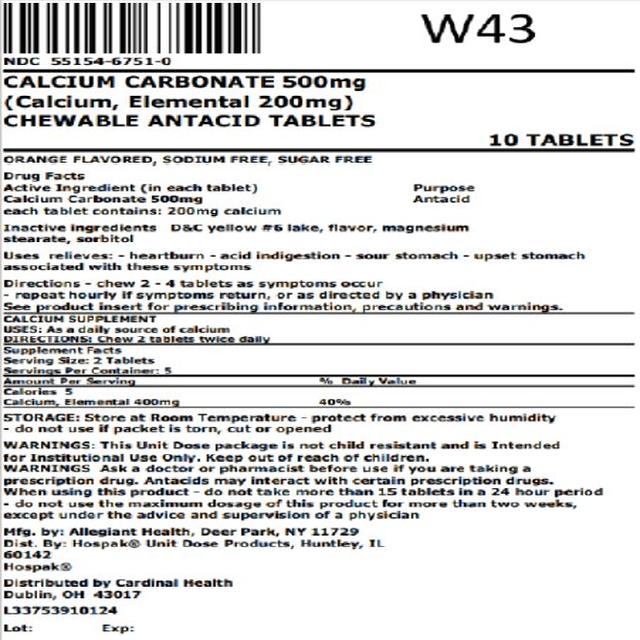 W43
NDC 55154-6751-0
CALCIUM CARBONATE 500mg
(Calcium, Elemental 200mg)
CHEWABLE ANTACID TABLETS
10 TABLETS
ORANGE FLAVORED, SODIUM FREE, SUGAR FREE
Drug Facts
Active Ingredient (in each tablet) Purpose
Calcium Carbonate 500mg Antacid
each tablet contains: 200mg calcium
Inactive ingredients D&C yellow #6 lake, flavor, magnesium
stearate, sorbitol
Uses relieves: - heartburn - acid indigestion - sour stomach - upset stomach
associated with these symptoms
Directions - chew 2 - 4 tablets as symptoms occur
- repeat hourly if symptoms return, or as directed by a physician
See product insert for prescribing information, precautions and warnings.
CALCIUM SUPPLEMENT
USES: As a daily source of calcium
DIRECTIONS: Chew 2 tablets twice daily
Supplement Facts
Serving Size: 2 Tablets
Servings Per Container: 5
Amount Per Serving % Daily Value
Calories 5
Calcium, Elemental 400mg 40%
STORAGE: Store at Room Temperature - protect from excessive humidity
- do not use if packet is torn, cut or opened
WARNINGS: This Unit Dose package is not child resistant and is Intended
for Institutional Use Only. Keep out of reach of children.
WARNINGS Ask a doctor or pharmacist before use if you are taking a
prescription drug. Antacids may interact with certain prescription drugs.
When using this product - do not take more than 15 tablets in a 24 hour period
- do not use the maximum dosage of this product for more than two weeks,
except under the advice and supervision of a physician
Mfg. by: Allegiant Health, Deer Park, NY 11729
Dist. By: Hospak® Unit Dose Products, Huntley, IL
60142
Hospak®
Distributed by Cardinal Health
Dublin, OH 43017
L33753910124
Lot: Exp: